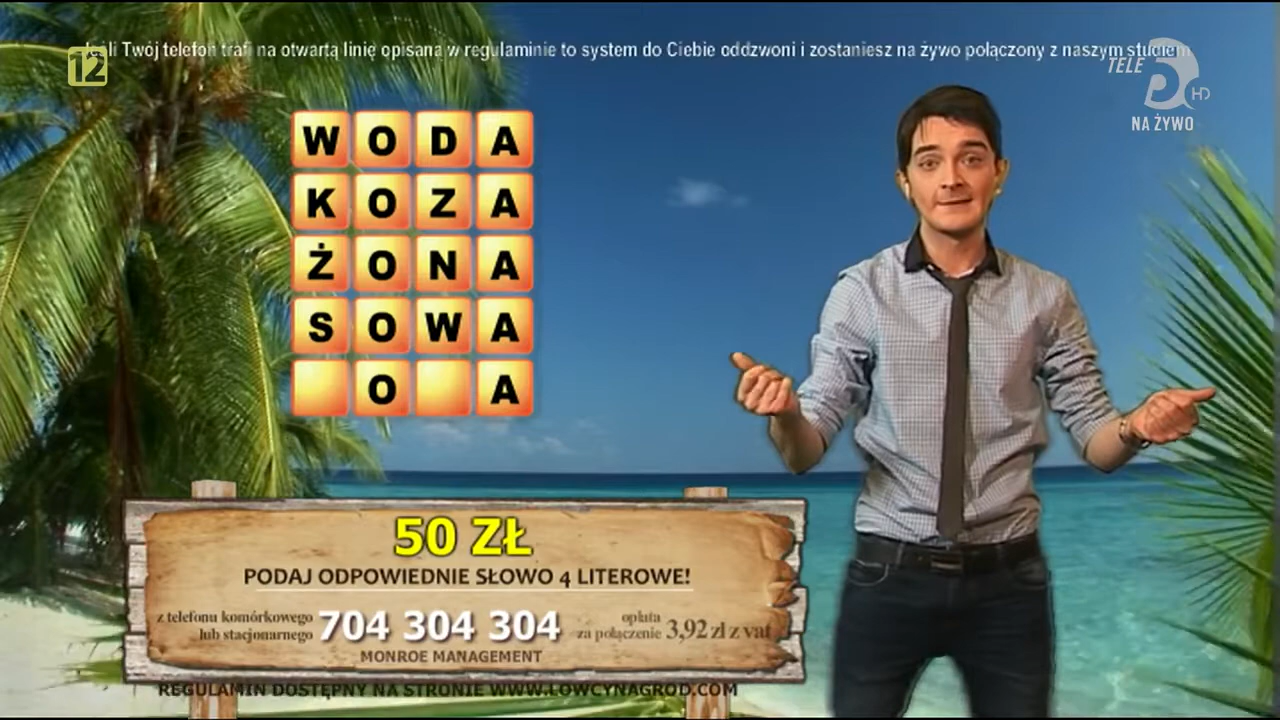 Twój telefon trafi na otwartą linię opisaną w regulaminie to system do Ciebie oddzwoni i zostaniesz na żywo połączony z naszym studiem
12
TELE 5 HD
NA ŻYWO
W O D A
K O Z A
Ż O N A
S O W A
O A
50 ZŁ
PODAJ ODPOWIEDNIE SŁOWO 4 LITEROWE!
z telefonu komórkowego
lub stacjonarnego
704 304 304
opłata
za połączenie 3,92 zł z vat
MONROE MANAGEMENT
REGULAMIN DOSTĘPNY NA STRONIE WWW.LOWCYNAGROD.COM